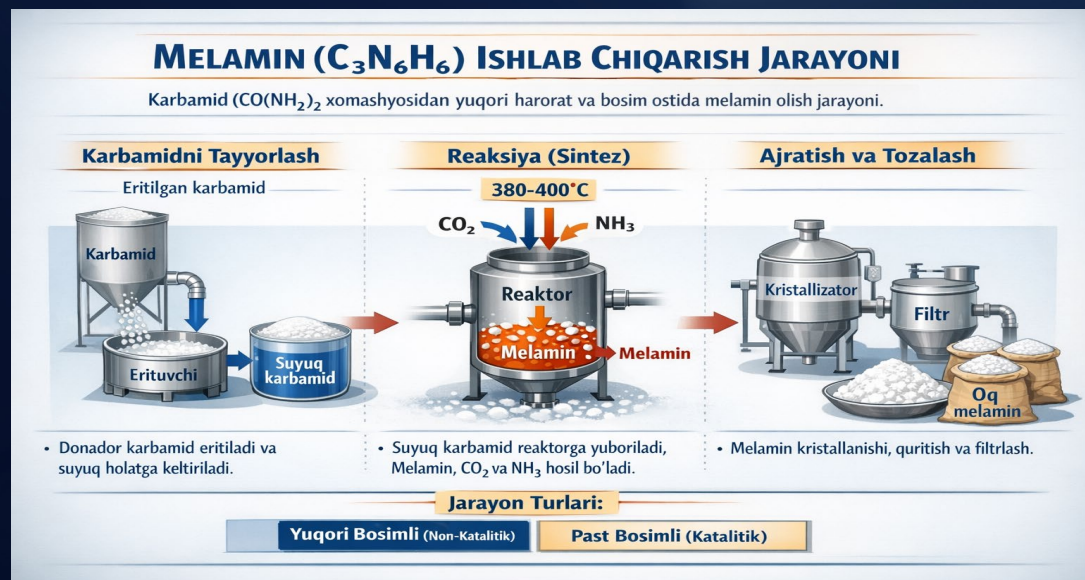 MELAMIN (C₃N₆H₆) ISHLAB CHIQARISH JARAYONI
Karbamid (CO(NH₂)₂ xomashyosidan yuqori harorat va bosim ostida melamin olish jarayoni.
Karbamidni Tayyorlash
Eritilgan karbamid
Karbamid
Erituvchi
Suyuq
karbamid
• Donador karbamid eritiladi va
suyuq holatga keltiriladi.
Reaksiya (Sintez)
380-400°C
CO₂
NH₃
Reaktor
Melamin
Melamin
• Suyuq karbamid reaktorga yuboriladi,
Melamin, CO₂ va NH₃ hosil bo'ladi.
Ajratish va Tozalash
Kristallizator
Filtr
Oq
melamin
• Melamin kristallanishi, quritish va filtrlash.
Jarayon Turlari:
Yuqori Bosimli (Non-Katalitik)
Past Bosimli (Katalitik)